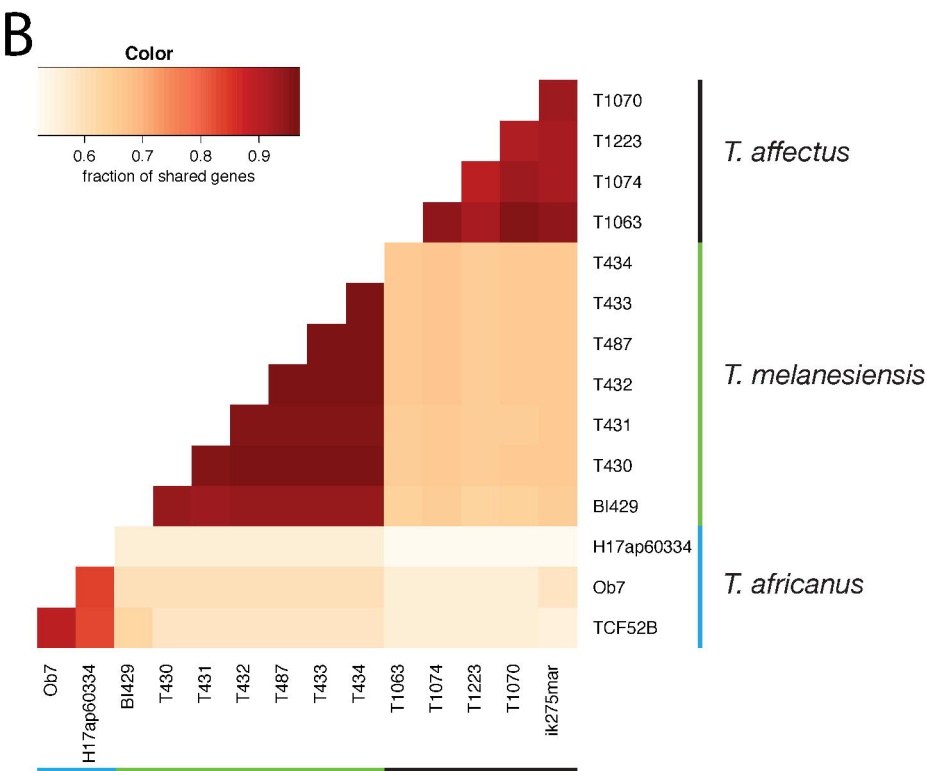 B
Color
0.6 0.7 0.8 0.9
fraction of shared genes
T1070
T1223
T1074
T1063
T434
T433
T487
T432
T431
T430
BI429
H17ap60334
Ob7
TCF52B
T. affectus
T. melanesiensis
T. africanus
Ob7
H17ap60334
BI429
T430
T431
T432
T487
T433
T434
T1063
T1074
T1223
T1070
ik275mar